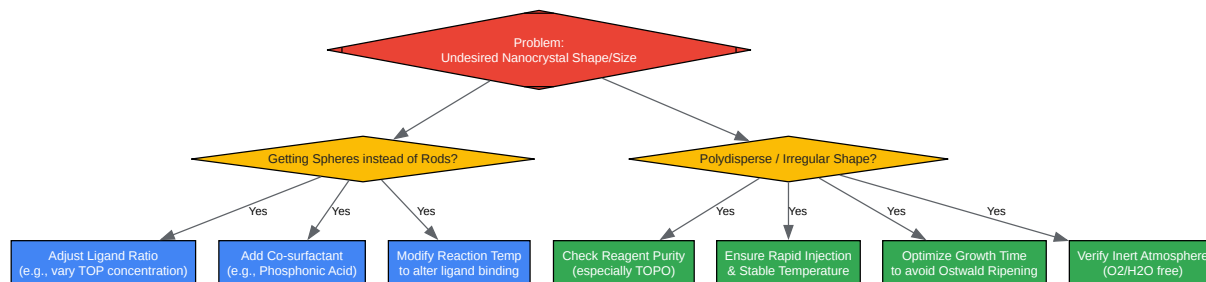 Problem:
Undesired Nanocrystal Shape/Size
Getting Spheres instead of Rods?
Polydisperse / Irregular Shape?
Yes
Yes
Yes
Yes
Yes
Yes
Yes
Adjust Ligand Ratio
(e.g., vary TOP concentration)
Add Co-surfactant
(e.g., Phosphonic Acid)
Modify Reaction Temp
to alter ligand binding
Check Reagent Purity
(especially TOPO)
Ensure Rapid Injection
& Stable Temperature
Optimize Growth Time
to avoid Ostwald Ripening
Verify Inert Atmosphere
(O2/H2O free)